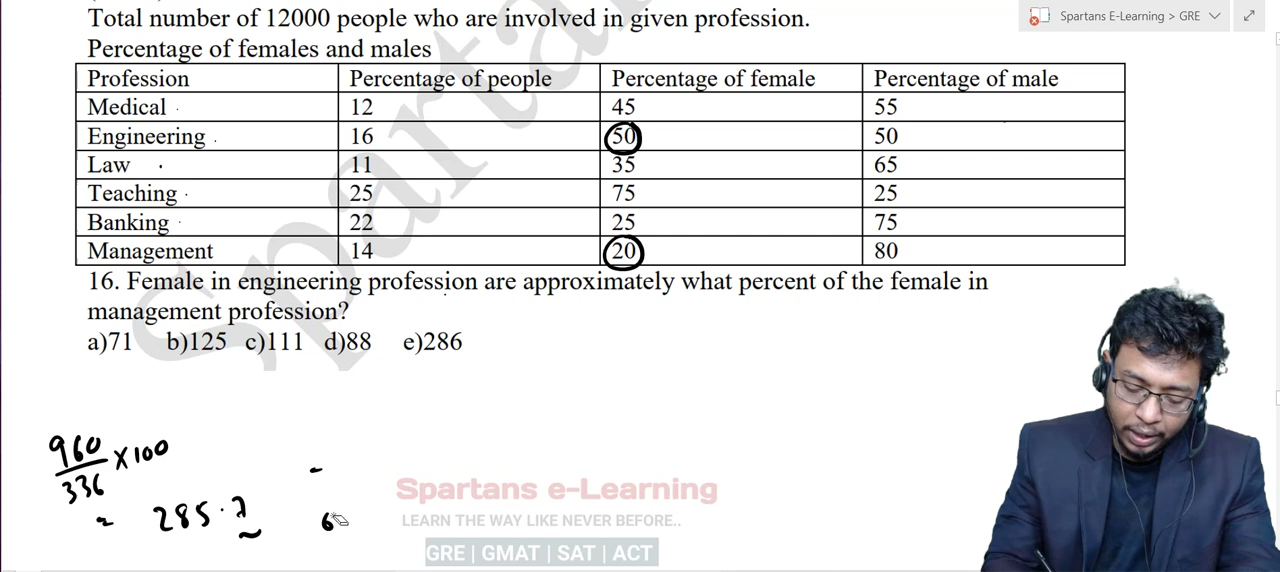 Total number of 12000 people who are involved in given profession.
Spartans E-Learning > GRE
Percentage of females and males
Profession Percentage of people Percentage of female Percentage of male
Medical 12 45 55
Engineering 16 50 50
Law 11 35 65
Teaching 25 75 25
Banking 22 25 75
Management 14 20 80
16. Female in engineering profession are approximately what percent of the female in
management profession?
a)71 b)125 c)111 d)88 e)286
960
336
×100
= 285.7
6
Spartans e-Learning
LEARN THE WAY LIKE NEVER BEFORE..
GRE | GMAT | SAT | ACT
Sparta